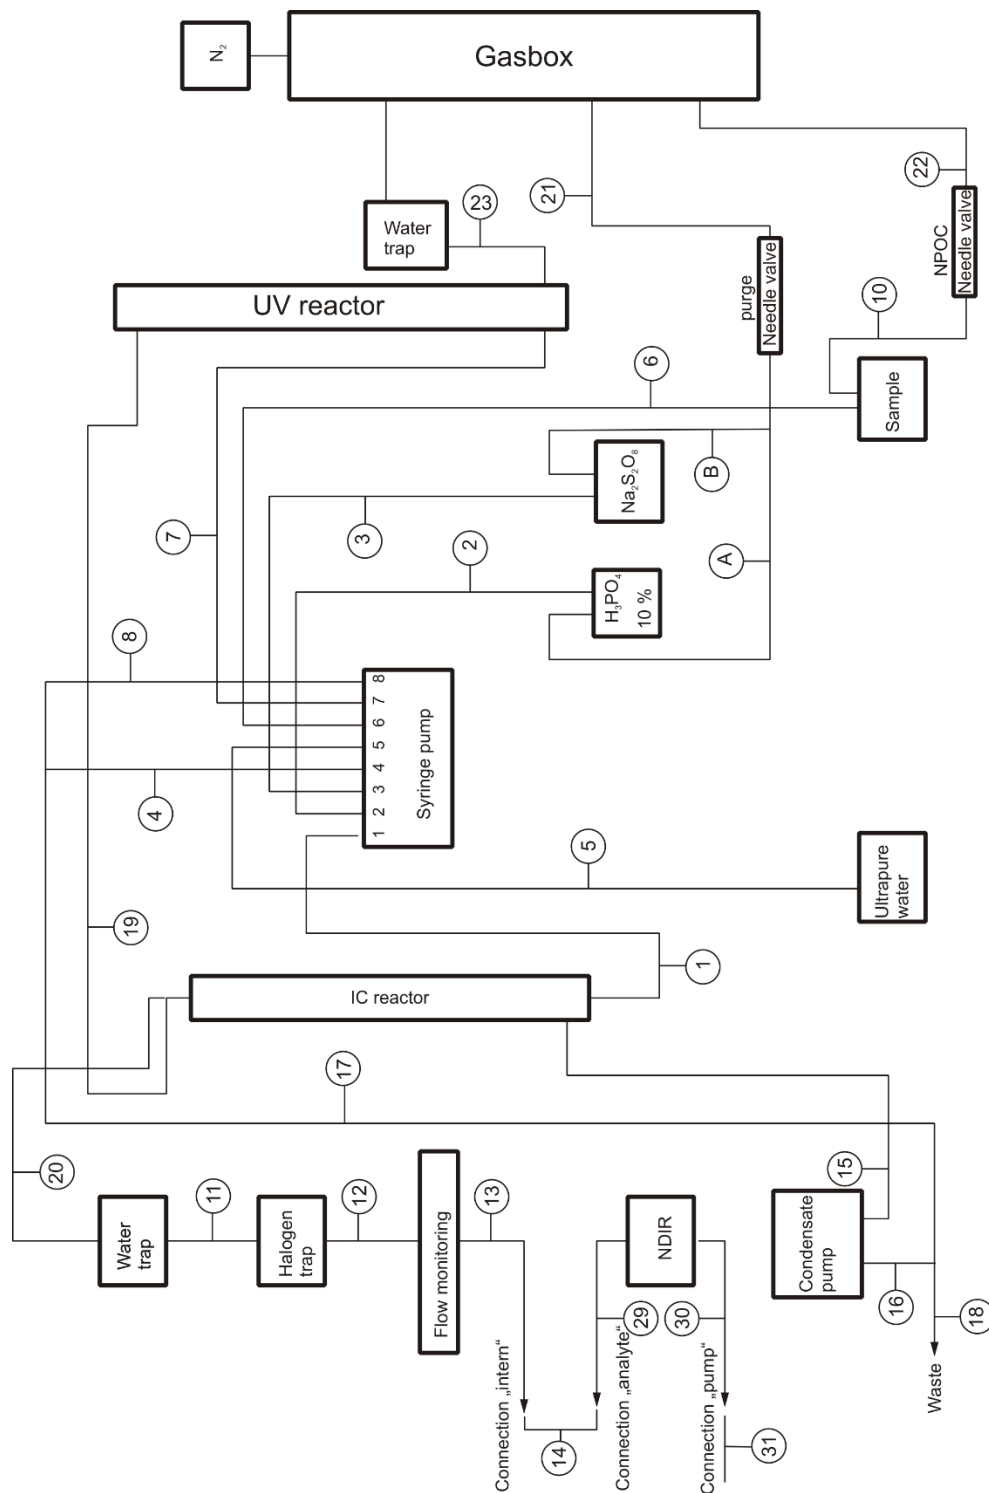 N₂
Gasbox
22
21
23
Water
trap
NPOC
Needle valve
purge
Needle valve
UV reactor
10
6
Sample
B
Na₂S₂O₈
3
7
2
A
H₃PO₄
10 %
8
1 2 3 4 5 6 7 8
Syringe pump
4
5
Ultrapure
water
19
1
IC reactor
17
20
Water
trap
11
Halogen
trap
12
Flow monitoring
13
NDIR
15
Condensate
pump
16
18
Waste
29
30
Connection „intern“
14
Connection „analyte“
Connection „pump“
31